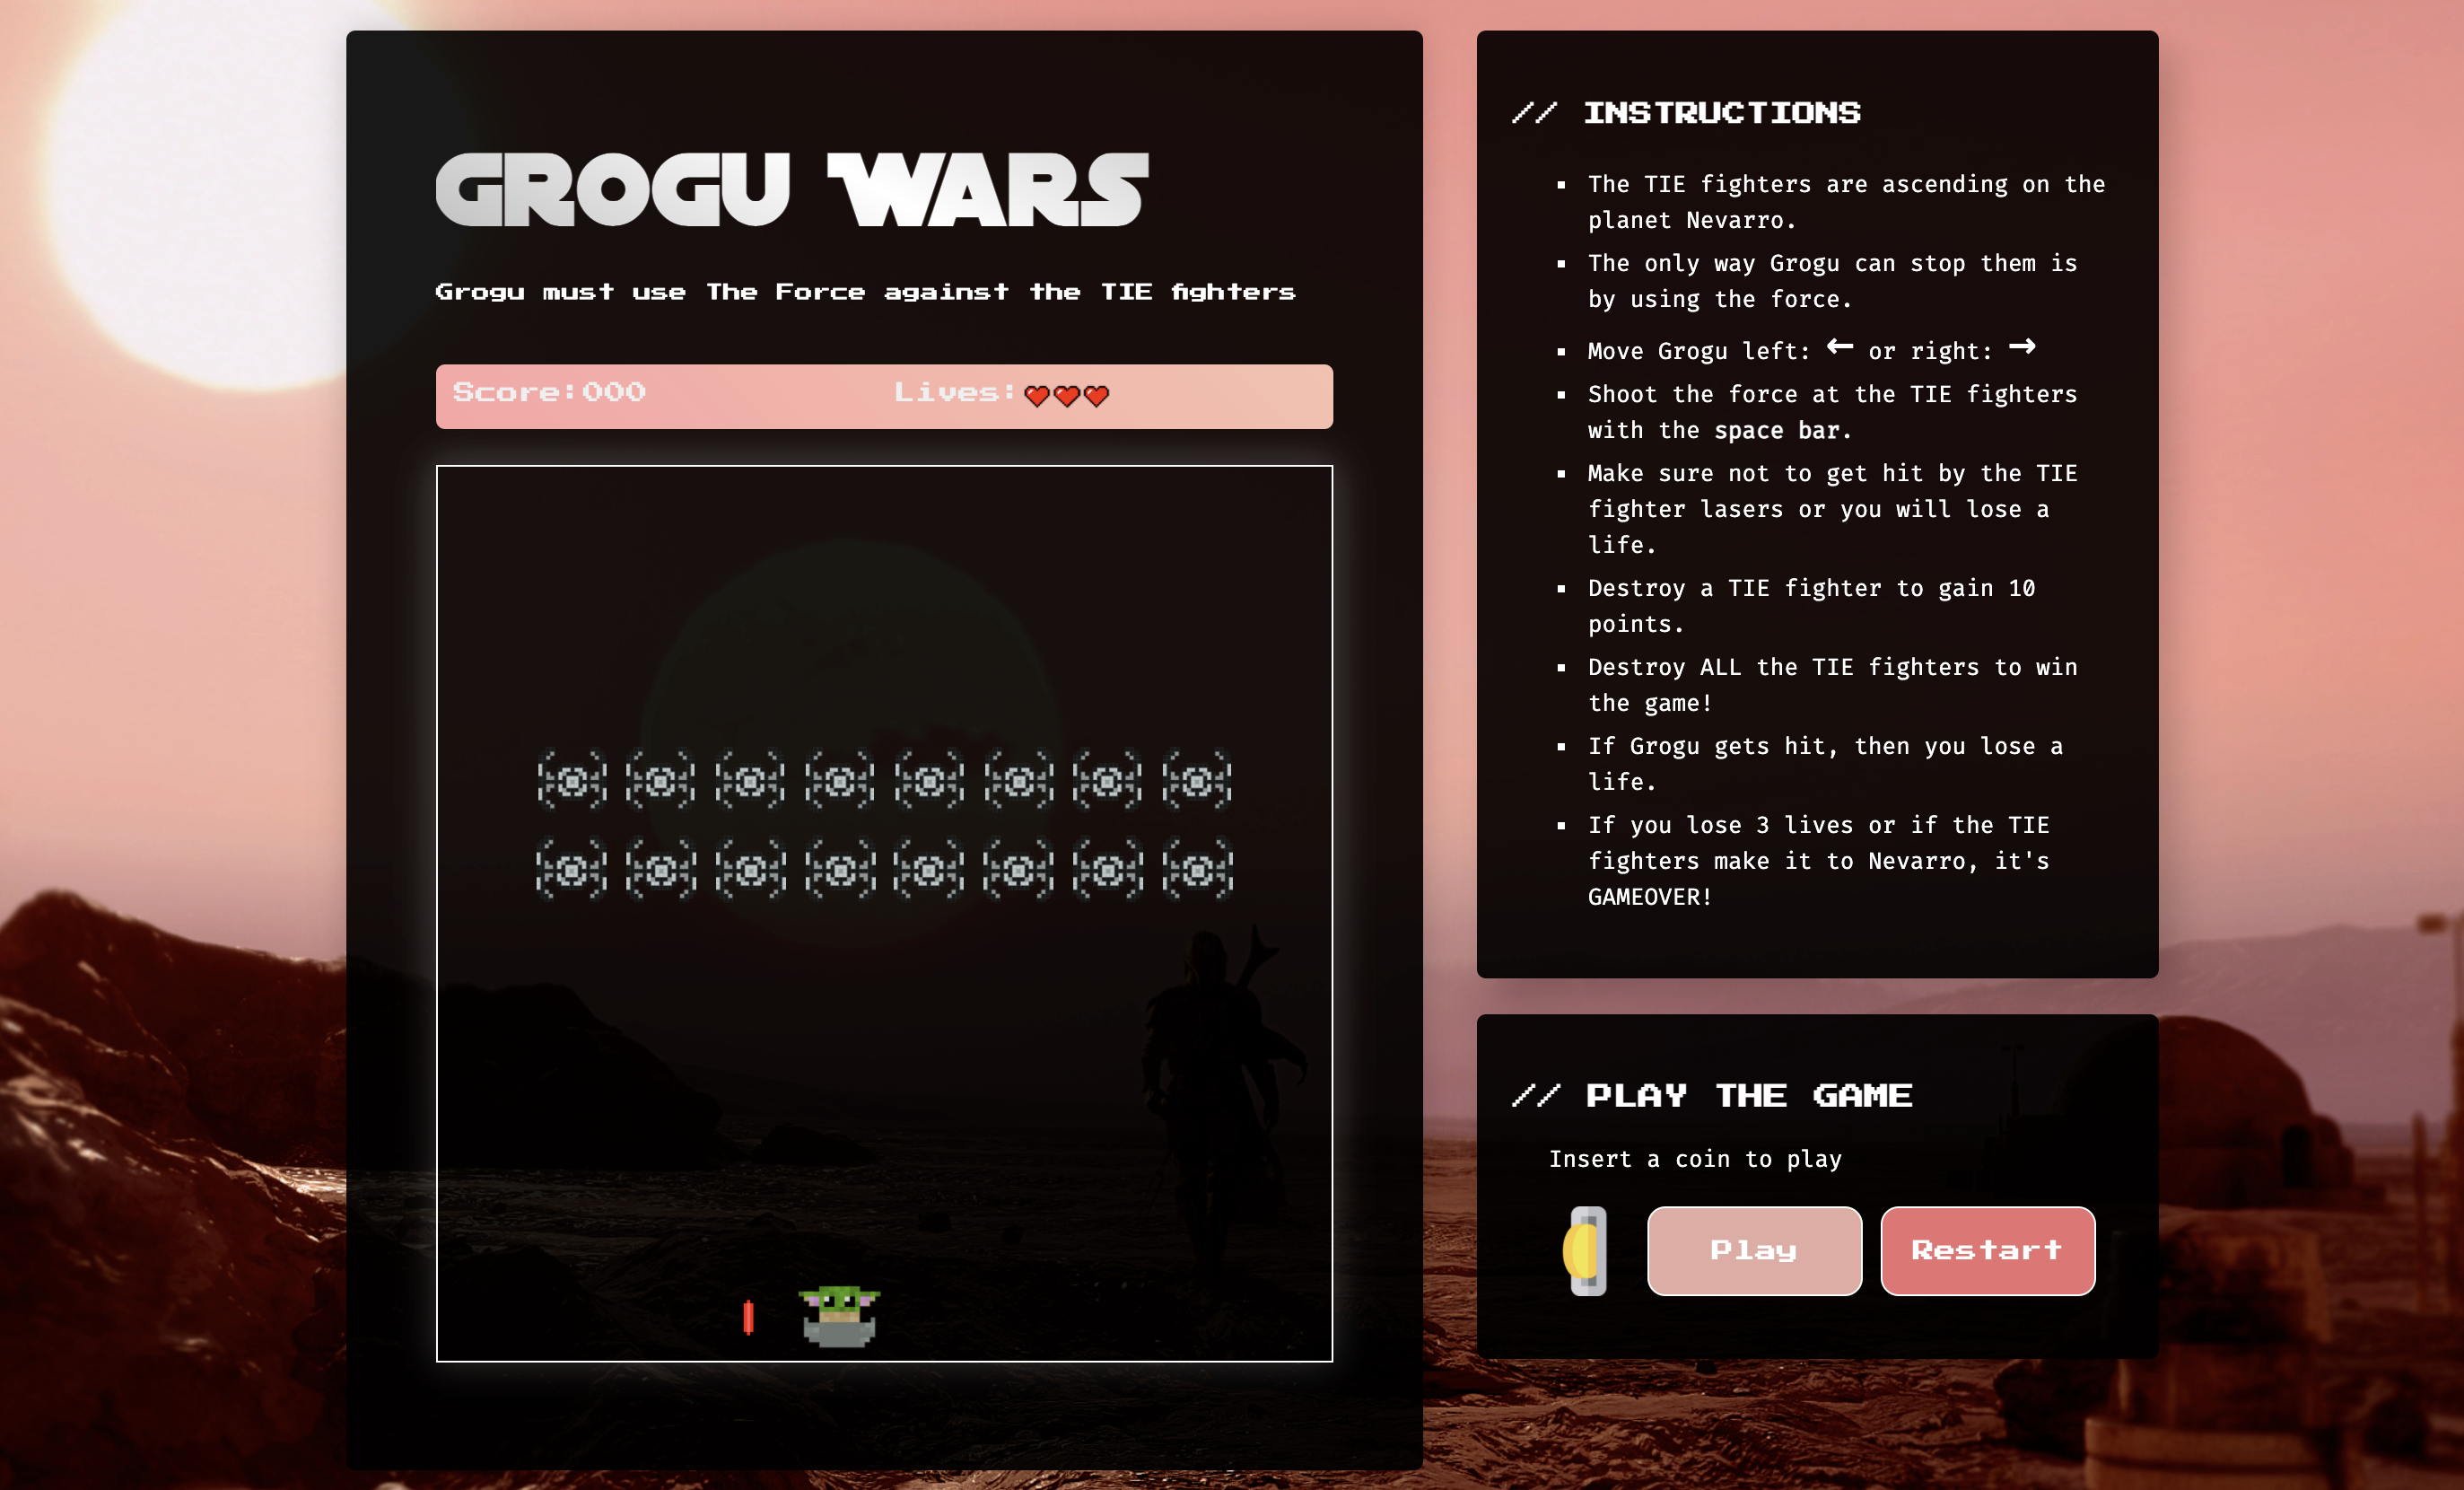 GROGU WARS
Grogu must use The Force against the TIE fighters
Score:000
Lives:
// INSTRUCTIONS
▪ The TIE fighters are ascending on the
planet Nevarro.
▪ The only way Grogu can stop them is
by using the force.
▪ Move Grogu left: ← or right: →
▪ Shoot the force at the TIE fighters
with the space bar.
▪ Make sure not to get hit by the TIE
fighter lasers or you will lose a
life.
▪ Destroy a TIE fighter to gain 10
points.
▪ Destroy ALL the TIE fighters to win
the game!
▪ If Grogu gets hit, then you lose a
life.
▪ If you lose 3 lives or if the TIE
fighters make it to Nevarro, it's
GAMEOVER!
// PLAY THE GAME
Insert a coin to play
Play
Restart